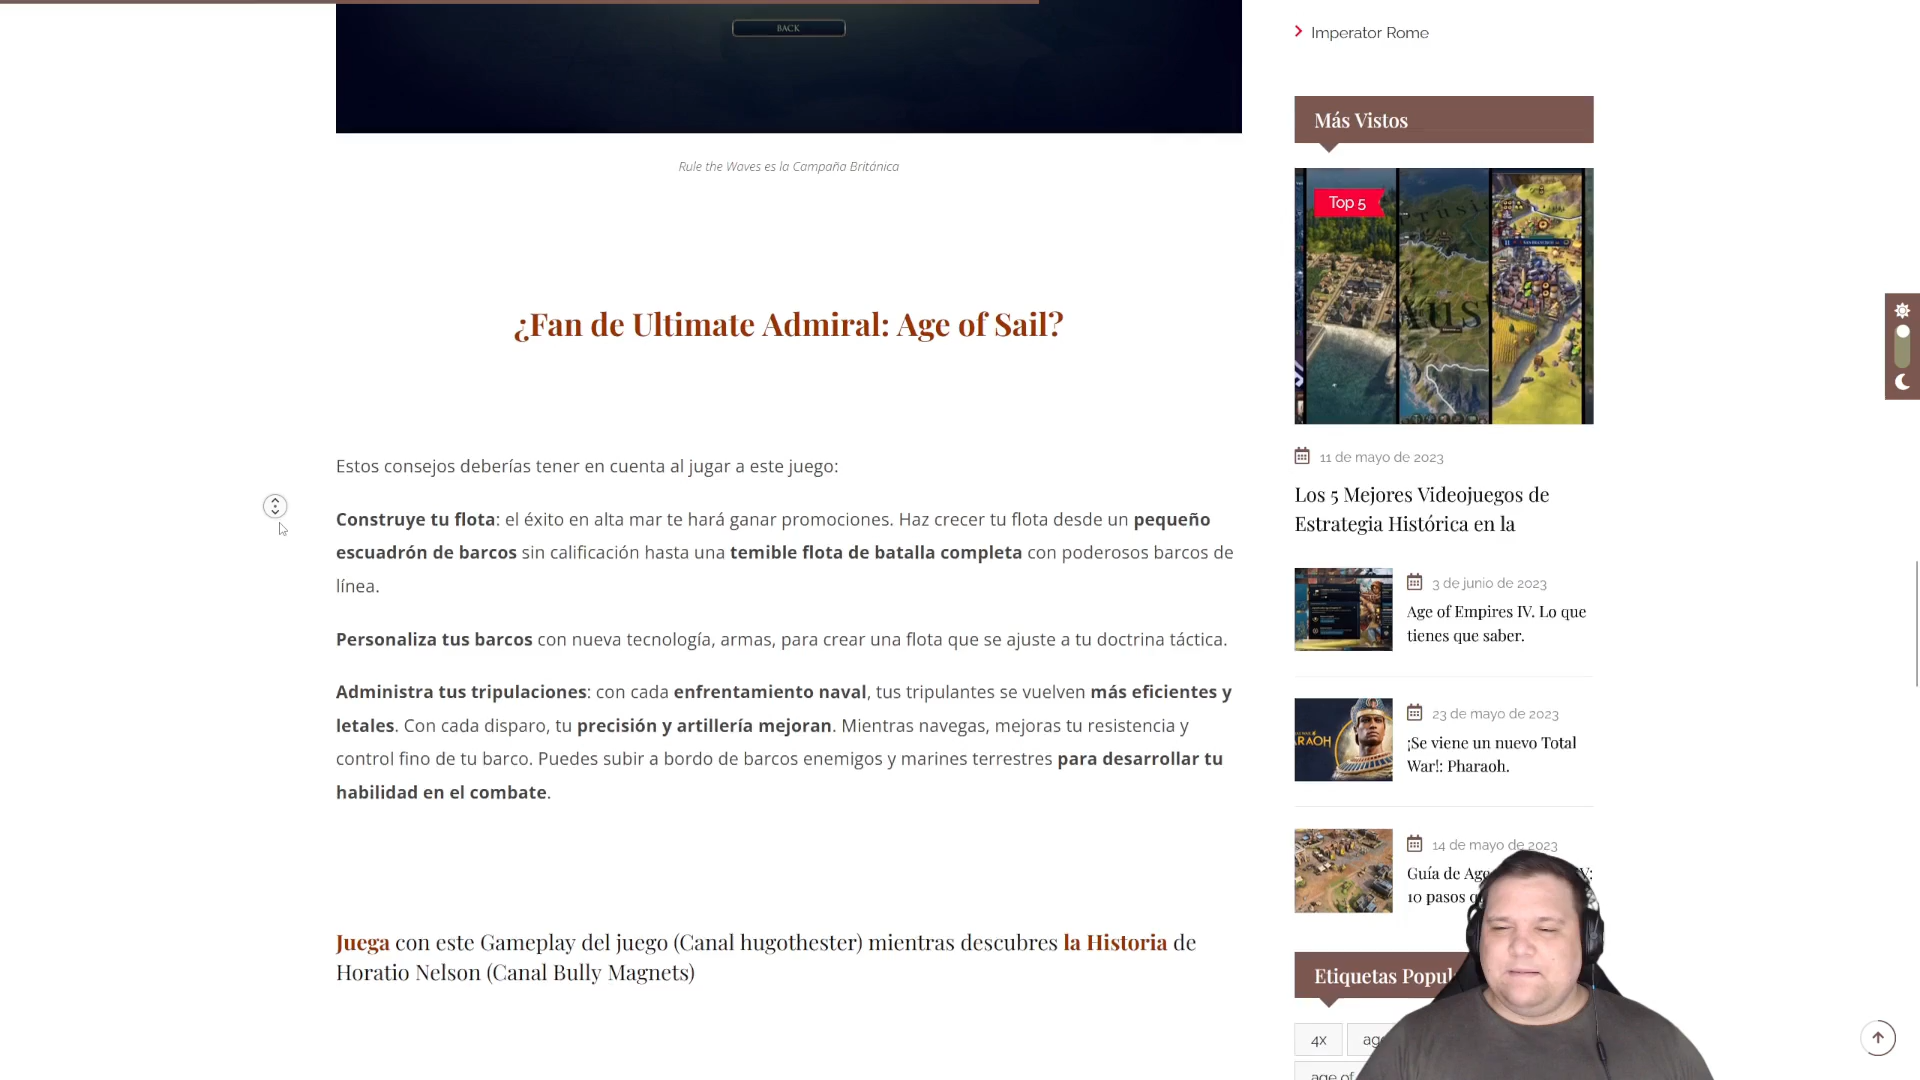 BACK
Imperator Rome
Más Vistos
Rule the Waves es la Campaña Británica
Top 5
¿Fan de Ultimate Admiral: Age of Sail?
11 de mayo de 2023
Los 5 Mejores Videojuegos de
Estrategia Histórica en la
Estos consejos deberías tener en cuenta al jugar a este juego:
Construye tu flota: el éxito en alta mar te hará ganar promociones. Haz crecer tu flota desde un pequeño
escuadrón de barcos sin calificación hasta una temible flota de batalla completa con poderosos barcos de
línea.
3 de junio de 2023
Age of Empires IV. Lo que
tienes que saber.
Personaliza tus barcos con nueva tecnología, armas, para crear una flota que se ajuste a tu doctrina táctica.
Administra tus tripulaciones: con cada enfrentamiento naval, tus tripulantes se vuelven más eficientes y
letales. Con cada disparo, tu precisión y artillería mejoran. Mientras navegas, mejoras tu resistencia y
control fino de tu barco. Puedes subir a bordo de barcos enemigos y marines terrestres para desarrollar tu
habilidad en el combate.
23 de mayo de 2023
¡Se viene un nuevo Total
War!: Pharaoh.
14 de mayo de 2023
Guía de Age
10 pasos
Juega con este Gameplay del juego (Canal hugothester) mientras descubres la Historia de
Horatio Nelson (Canal Bully Magnets)
Etiquetas Popul
4x
age of